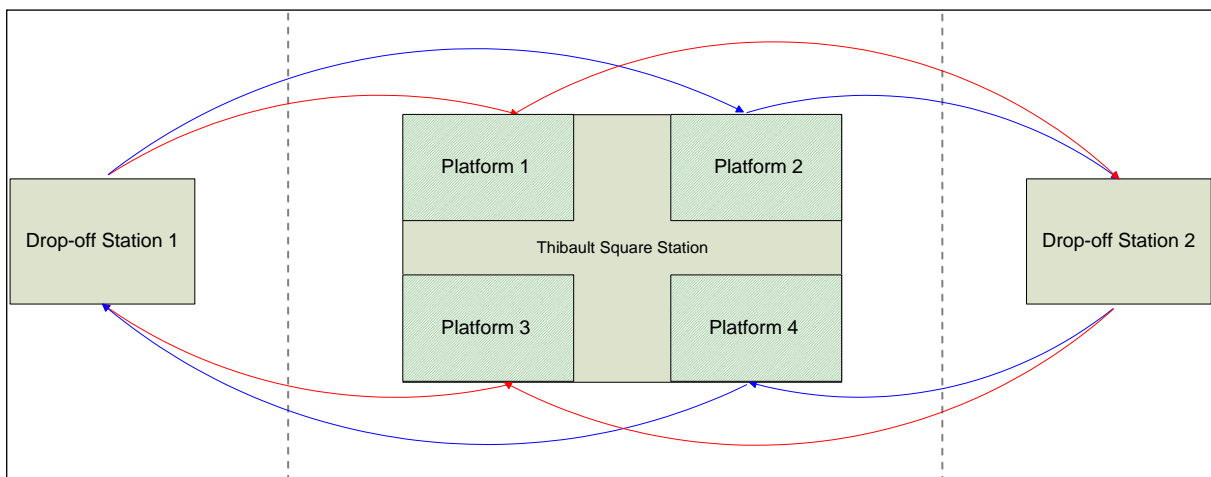 Platform 1
Platform 2
Drop-off Station 1
Thibault Square Station
Drop-off Station 2
Platform 3
Platform 4